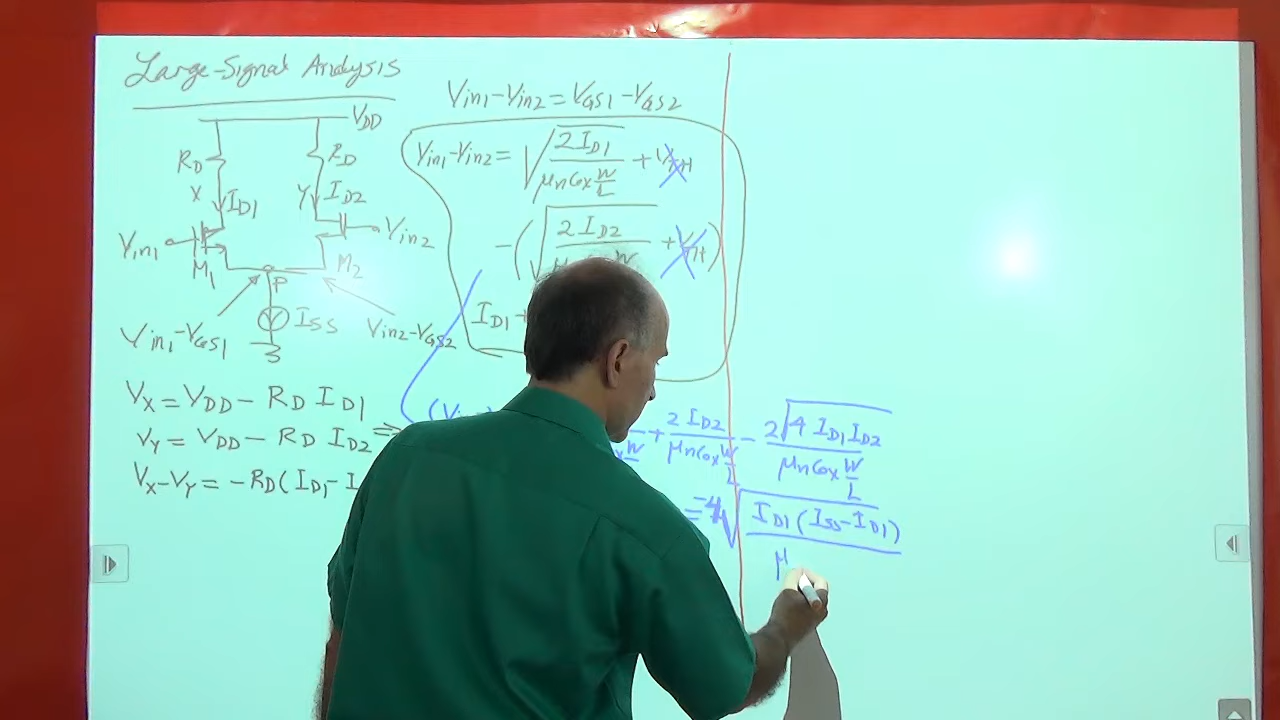 Large-Signal Analysis
Vin1-Vin2 = VGS1-VGS2
VDD
RD RD
X ID1 Y ID2
Vin1 M1 M2 Vin2
P
ISS
Vin1-VGS1 Vin2-VGS2
Vin1-Vin2 = √(2ID1 / μnCox W/L) + VTH
-(√(2ID2 / W) + VTH)
ID1 +
VX = VDD - RD ID1
VY = VDD - RD ID2 ⇒
VX-VY = -RD(ID1-I
+ 2ID2 / μnCox W/L - 2√4 ID1 ID2 / μnCox W/L
= -4√ ID1 (ISS-ID1) / μ